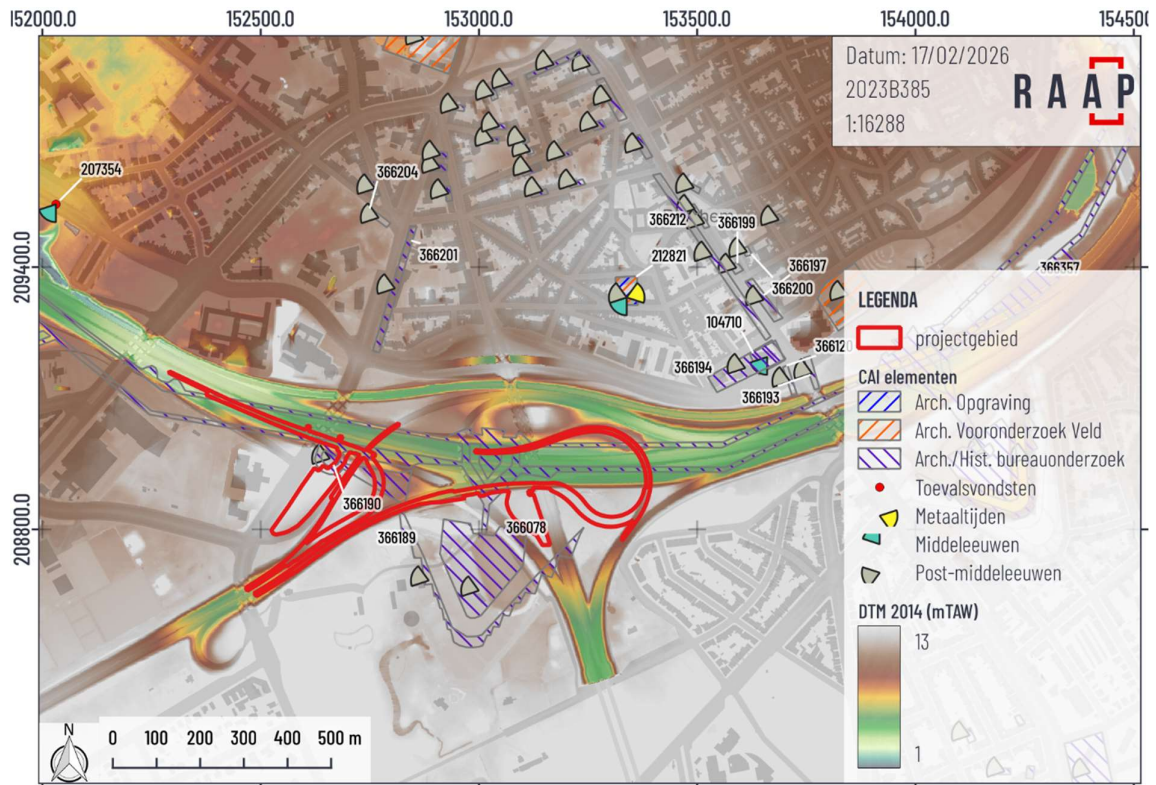 152000.0 152500.0 153000.0 153500.0 154000.0 154500
Datum: 17/02/2026
2023B385
1:16288
RAAP
207354
366204
366212 366199
366201
212821
366197
366200
366357
209400.0
104710
366194
366120
366193
366190
366189
366078
208800.0
LEGENDA
projectgebied
CAI elementen
Arch. Opgraving
Arch. Vooronderzoek Veld
Arch./Hist. bureauonderzoek
Toevalsvondsten
Metaaltijden
Middeleeuwen
Post-middeleeuwen
DTM 2014 (mTAW)
13
1
N
0 100 200 300 400 500 m